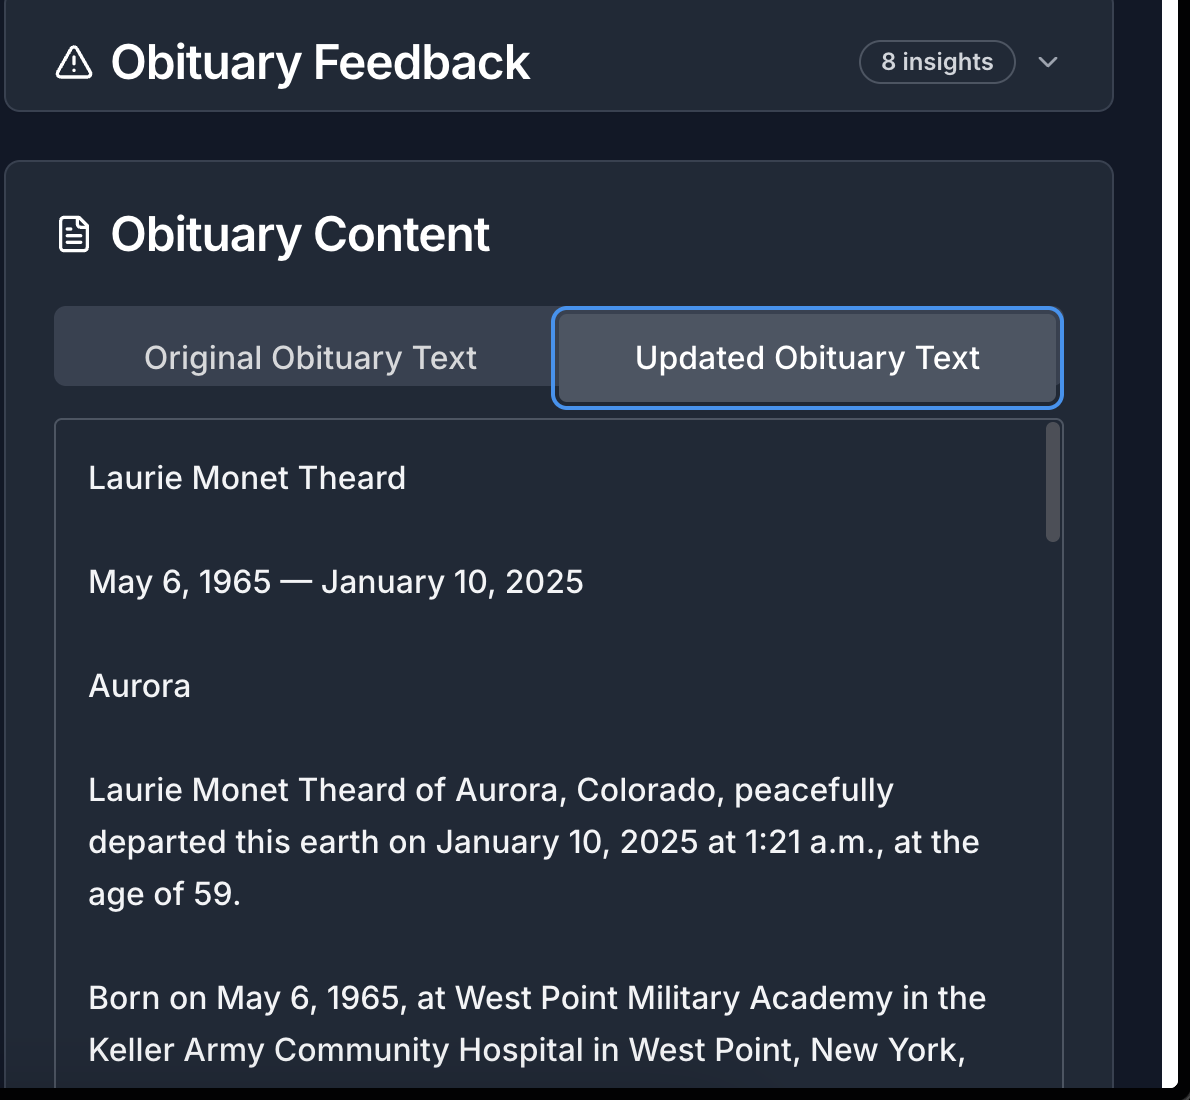 Obituary Feedback
8 insights
Obituary Content
Original Obituary Text
Updated Obituary Text
Laurie Monet Theard
May 6, 1965 — January 10, 2025
Aurora
Laurie Monet Theard of Aurora, Colorado, peacefully
departed this earth on January 10, 2025 at 1:21 a.m., at the
age of 59.
Born on May 6, 1965, at West Point Military Academy in the
Keller Army Community Hospital in West Point, New York,